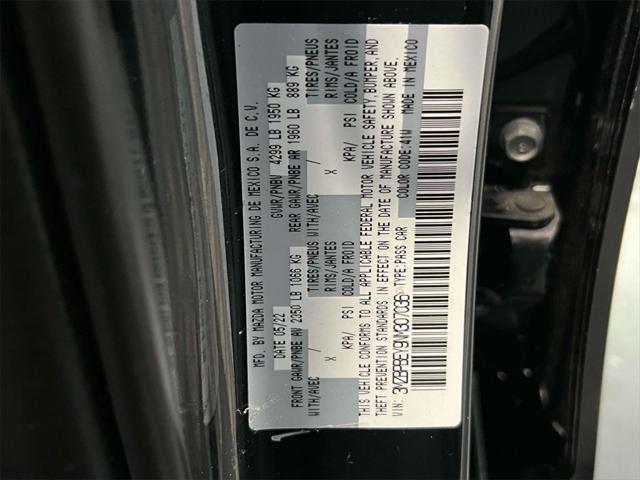 MFD. BY MAZDA MOTOR MANUFACTURING DE MEXICO S.A. DE C.V.
DATE 05/22 GVWR/PNBV 4299 LB 1950 KG
FRONT GAWR/PNBE AV 2350 LB 1066 KG REAR GAWR/PNBE AR 1960 LB 889 KG
WITH/AVEC / TIRES/PNEUS WITH/AVEC / TIRES/PNEUS
X RIMS/JANTES X RIMS/JANTES
KPA/ PSI COLD/A FROID KPA/ PSI COLD/A FROID
THIS VEHICLE CONFORMS TO ALL APPLICABLE FEDERAL MOTOR VEHICLE SAFETY, BUMPER, AND
THEFT PREVENTION STANDARDS IN EFFECT ON THE DATE OF MANUFACTURE SHOWN ABOVE.
VIN: 3MZBPBEY9NM307036 TYPE:PASS CAR COLOR CODE:41W MADE IN MEXICO